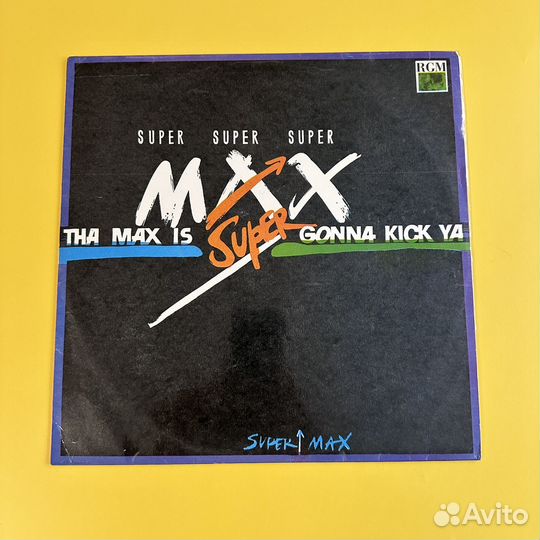 RGM
SUPER SUPER SUPER
MAX
THA MAX IS SUPER GONNA KICK YA
SUPER↑MAX
Avito